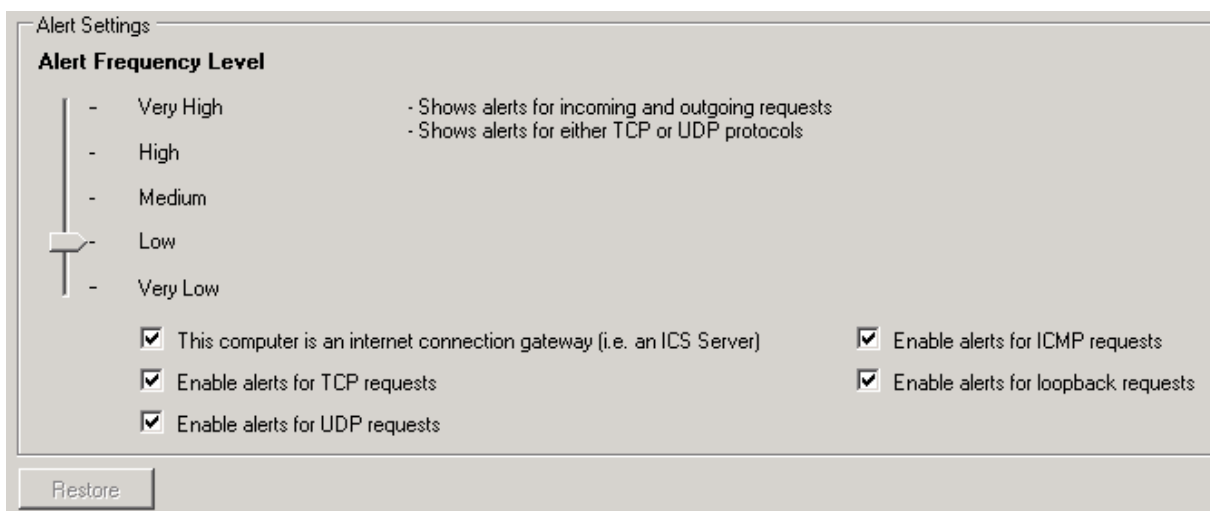 Alert Settings
Alert Frequency Level
- Very High
- Shows alerts for incoming and outgoing requests
- Shows alerts for either TCP or UDP protocols
- High
- Medium
- Low
- Very Low
This computer is an internet connection gateway (i.e. an ICS Server)
Enable alerts for ICMP requests
Enable alerts for TCP requests
Enable alerts for loopback requests
Enable alerts for UDP requests
Restore